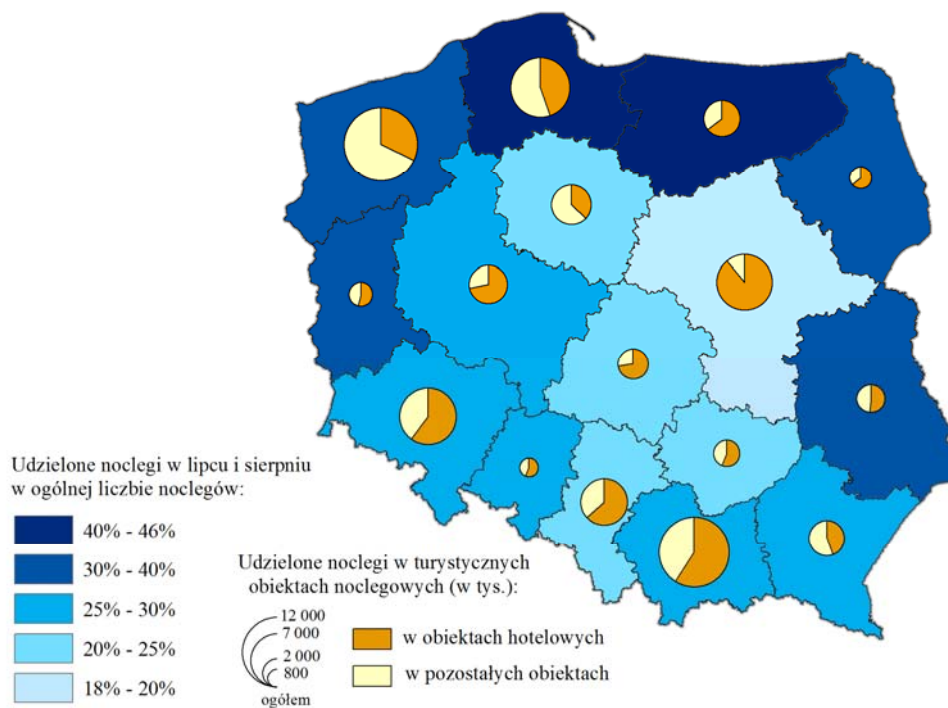 Udzielone noclegi w lipcu i sierpniu
w ogólnej liczbie noclegów:
40% - 46%
30% - 40%
25% - 30%
20% - 25%
18% - 20%
Udzielone noclegi w turystycznych
obiektach noclegowych (w tys.):
12 000
7 000
2 000
800
ogółem
w obiektach hotelowych
w pozostałych obiektach